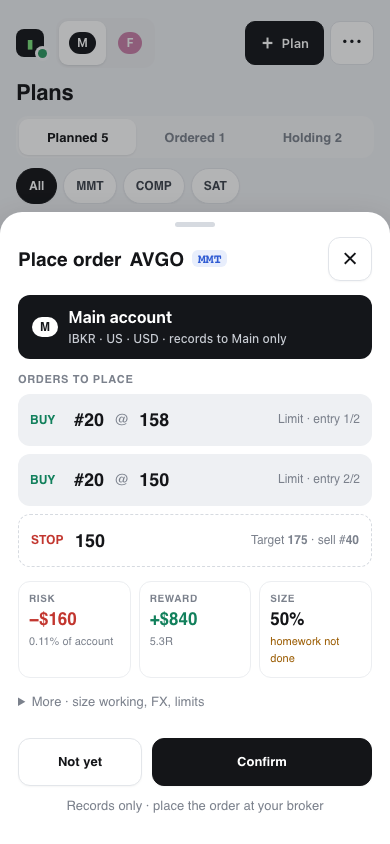 M
F
+ Plan
...
Plans
Planned 5
Ordered 1
Holding 2
All
MMT
COMP
SAT
Place order AVGO MMT
M
Main account
IBKR · US · USD · records to Main only
ORDERS TO PLACE
BUY #20 @ 158 Limit · entry 1/2
BUY #20 @ 150 Limit · entry 2/2
STOP 150 Target 175 · sell #40
RISK
−$160
0.11% of account
REWARD
+$840
5.3R
SIZE
50%
homework not
done
More · size working, FX, limits
Not yet
Confirm
Records only · place the order at your broker